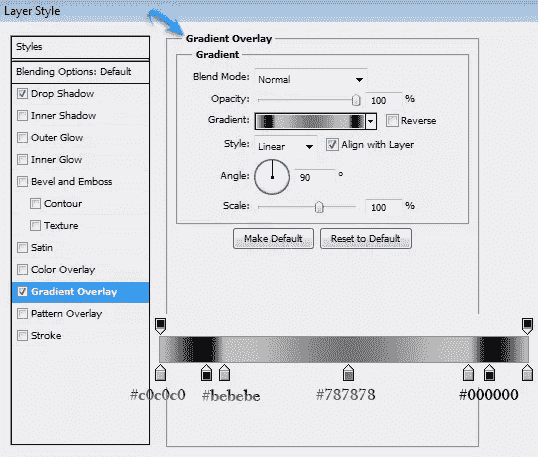 Layer Style
Styles
Blending Options: Default
Drop Shadow
Inner Shadow
Outer Glow
Inner Glow
Bevel and Emboss
Contour
Texture
Satin
Color Overlay
Gradient Overlay
Pattern Overlay
Stroke
Gradient Overlay
Gradient
Blend Mode: Normal
Opacity: 100 %
Gradient: Reverse
Style: Linear Align with Layer
Angle: 90 °
Scale: 100 %
Make Default Reset to Default
#c0c0c0 #bebebe #787878 #000000